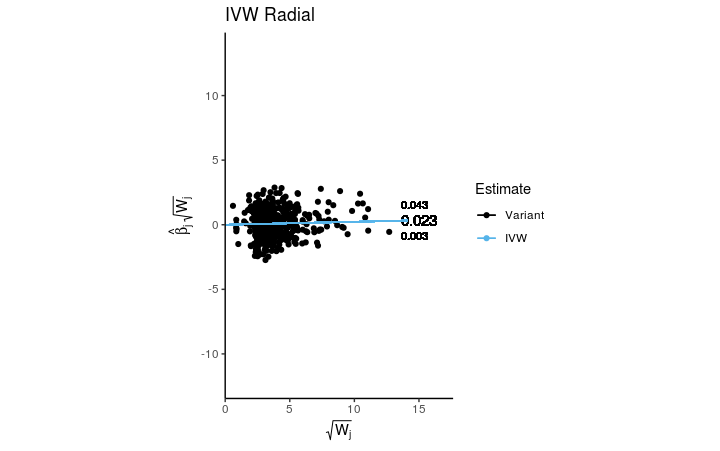 IVW Radial
10
5
0
-5
-10
β̂ⱼ√Wⱼ
0.043
0.023
0.003
0 5 10 15
√Wⱼ
Estimate
Variant
IVW